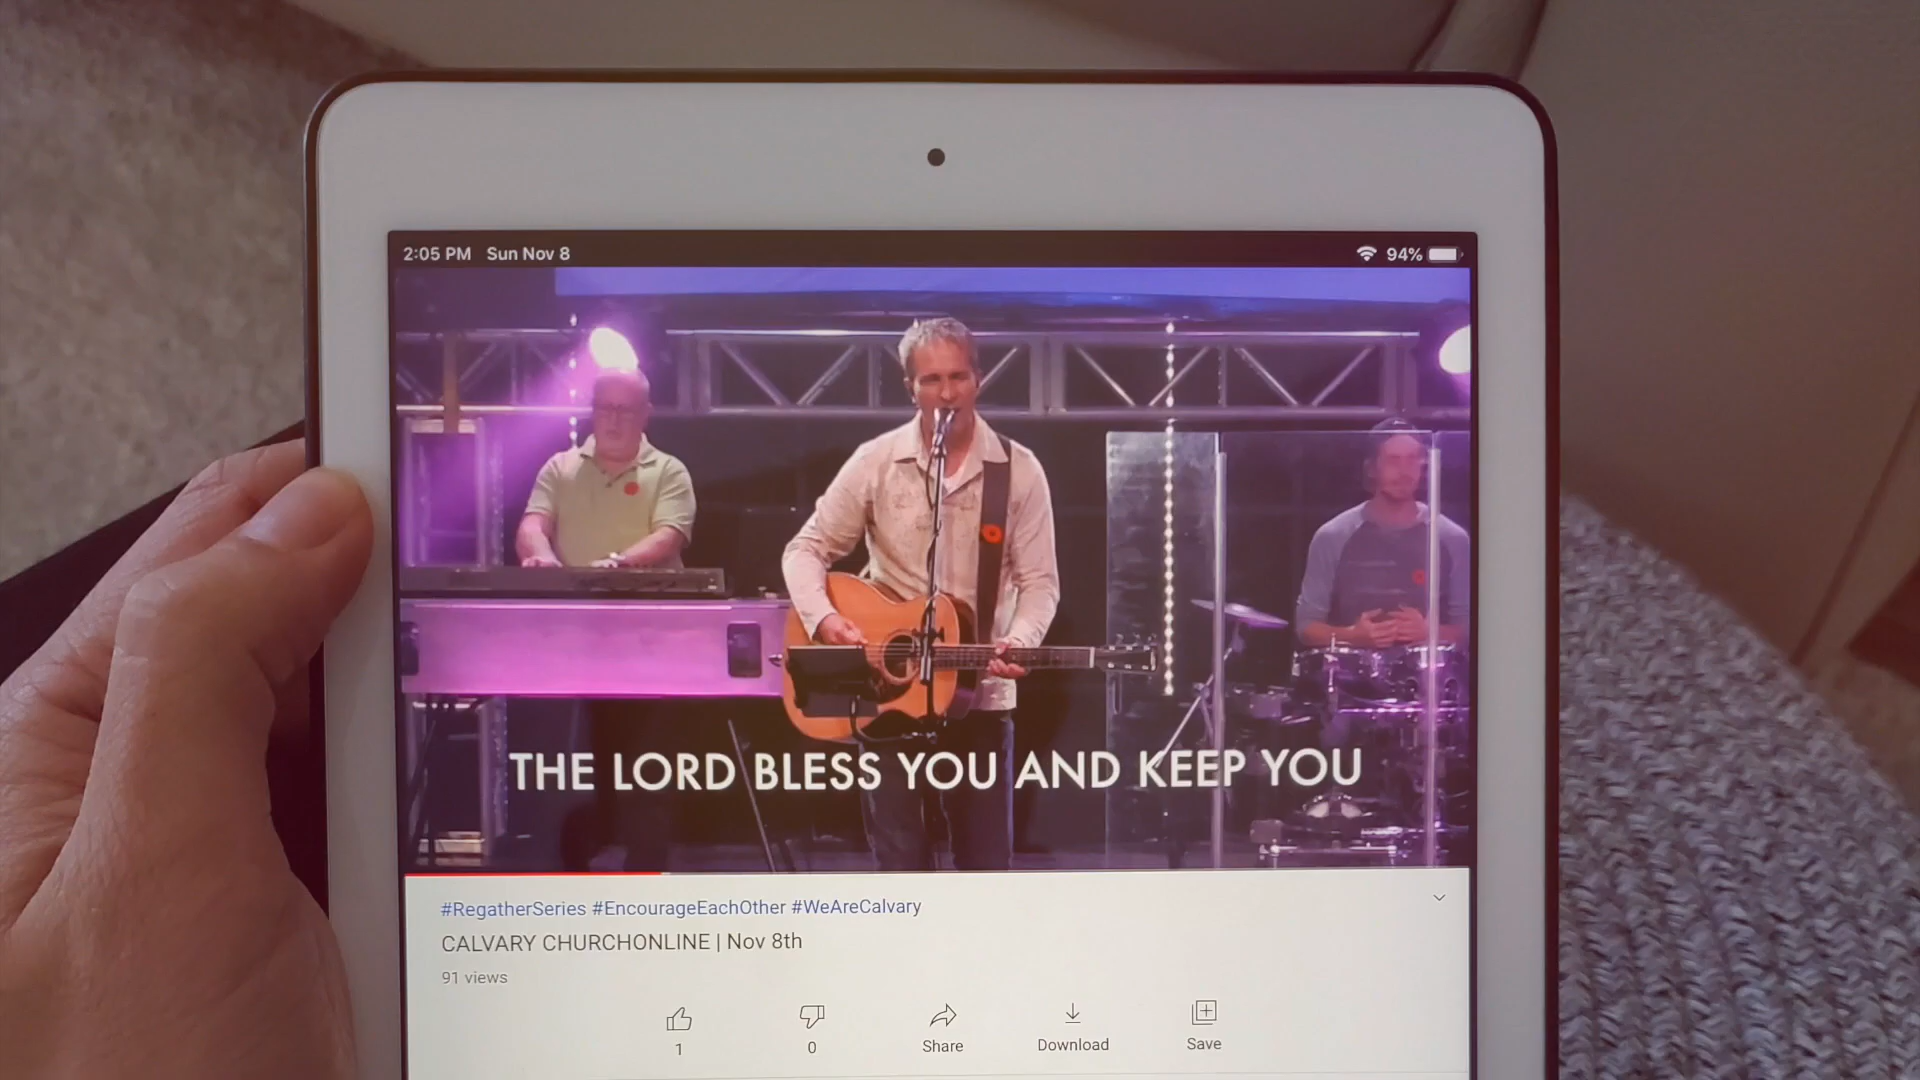 2:05 PM Sun Nov 8 94%
THE LORD BLESS YOU AND KEEP YOU
#RegatherSeries #EncourageEachOther #WeAreCalvary
CALVARY CHURCHONLINE | Nov 8th
91 views
1 0 Share Download Save